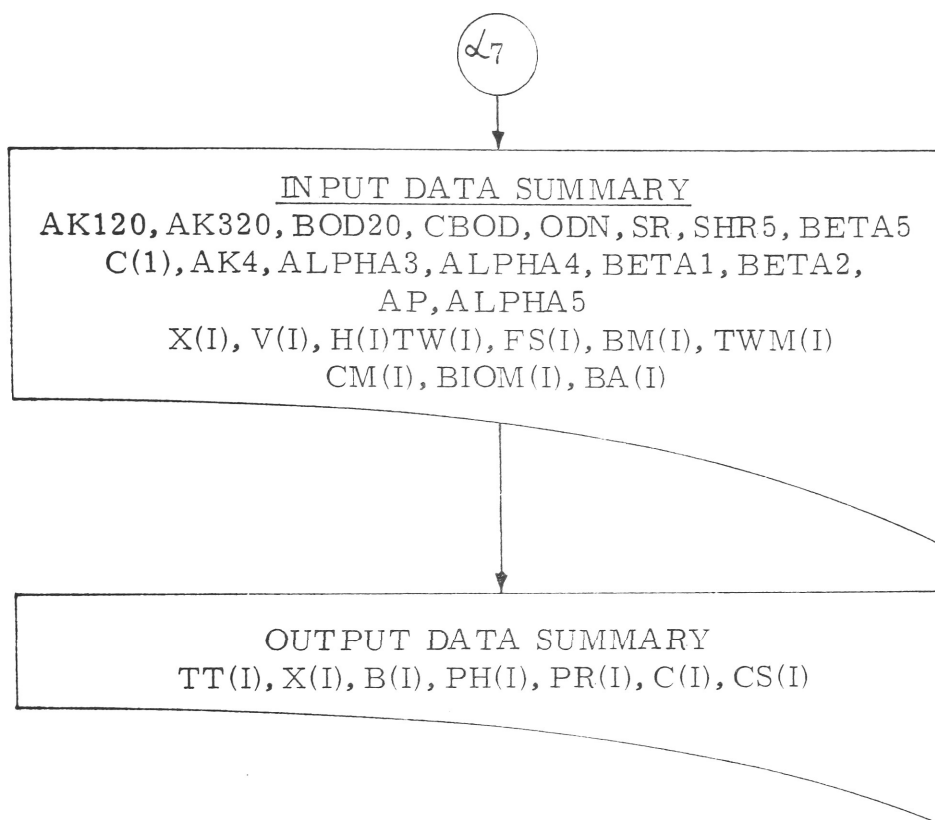 α7
INPUT DATA SUMMARY
AK120, AK320, BOD20, CBOD, ODN, SR, SHR5, BETA5
C(1), AK4, ALPHA3, ALPHA4, BETA1, BETA2,
AP, ALPHA5
X(I), V(I), H(I)TW(I), FS(I), BM(I), TWM(I)
CM(I), BIOM(I), BA(I)
OUTPUT DATA SUMMARY
TT(I), X(I), B(I), PH(I), PR(I), C(I), CS(I)